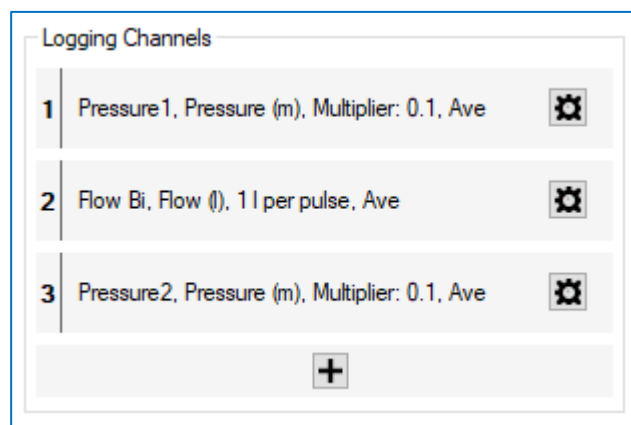 Logging Channels
1 Pressure1, Pressure (m), Multiplier: 0.1, Ave
2 Flow Bi, Flow (l), 1 l per pulse, Ave
3 Pressure2, Pressure (m), Multiplier: 0.1, Ave
+